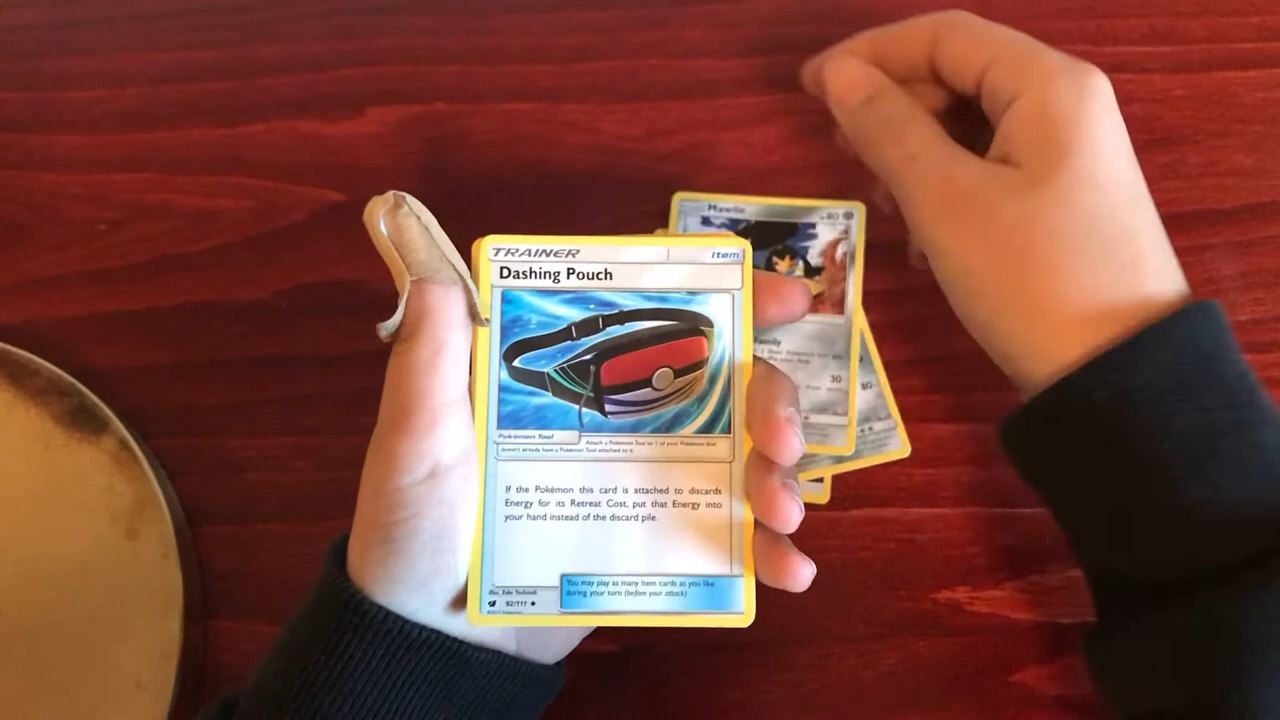 Mawile 80
TRAINER Item
Dashing Pouch
Family
30
80
Pokémon Tool
Attach a Pokémon Tool to 1 of your Pokémon that
doesn't already have a Pokémon Tool attached to it.
If the Pokémon this card is attached to discards
Energy for its Retreat Cost, put that Energy into
your hand instead of the discard pile.
You may play as many Item cards as you like
during your turn (before your attack)
92/111